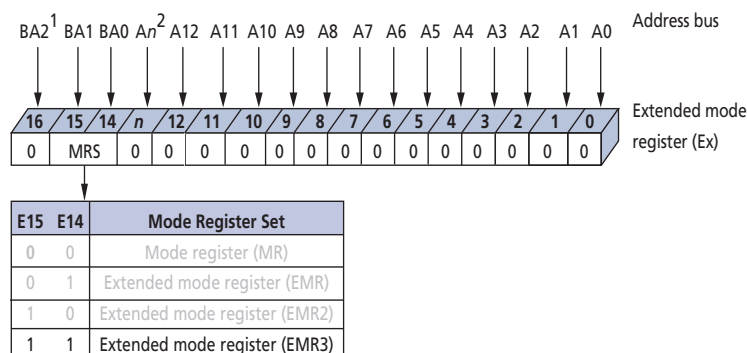 BA2¹ BA1 BA0 An² A12 A11 A10 A9 A8 A7 A6 A5 A4 A3 A2 A1 A0 Address bus
16 15 14 n 12 11 10 9 8 7 6 5 4 3 2 1 0 Extended mode
register (Ex)
0 MRS 0 0 0 0 0 0 0 0 0 0 0 0 0 0
E15 E14 Mode Register Set
0 0 Mode register (MR)
0 1 Extended mode register (EMR)
1 0 Extended mode register (EMR2)
1 1 Extended mode register (EMR3)